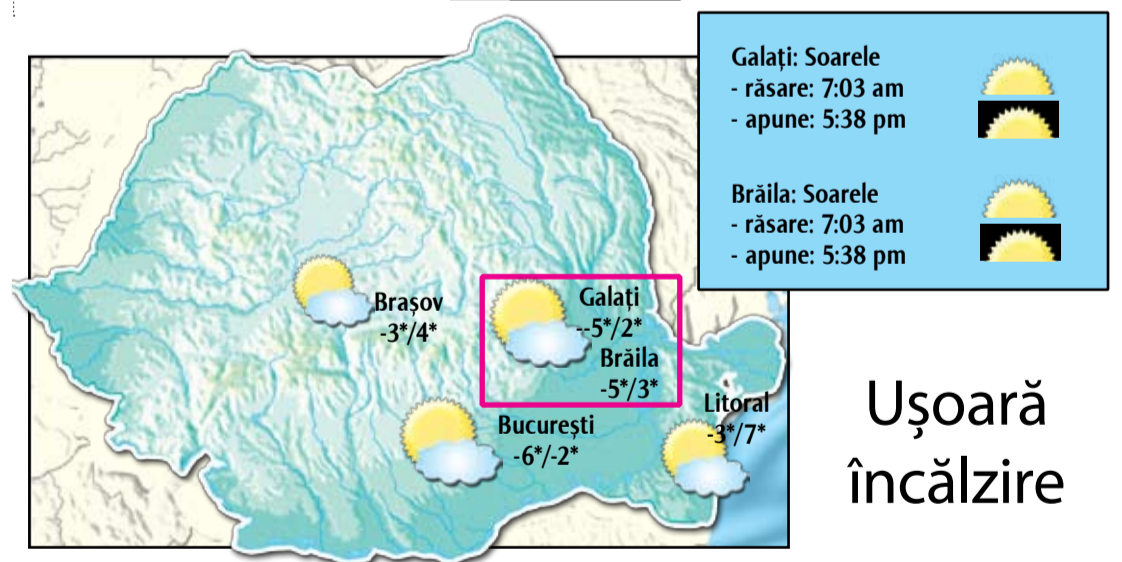 Galați: Soarele
- răsare: 7:03 am
- apune: 5:38 pm
Brăila: Soarele
- răsare: 7:03 am
- apune: 5:38 pm
Brașov
-3*/4*
Galați
--5*/2*
Brăila
-5*/3*
București
-6*/-2*
Litoral
-3*/7*
Ușoară
încălzire